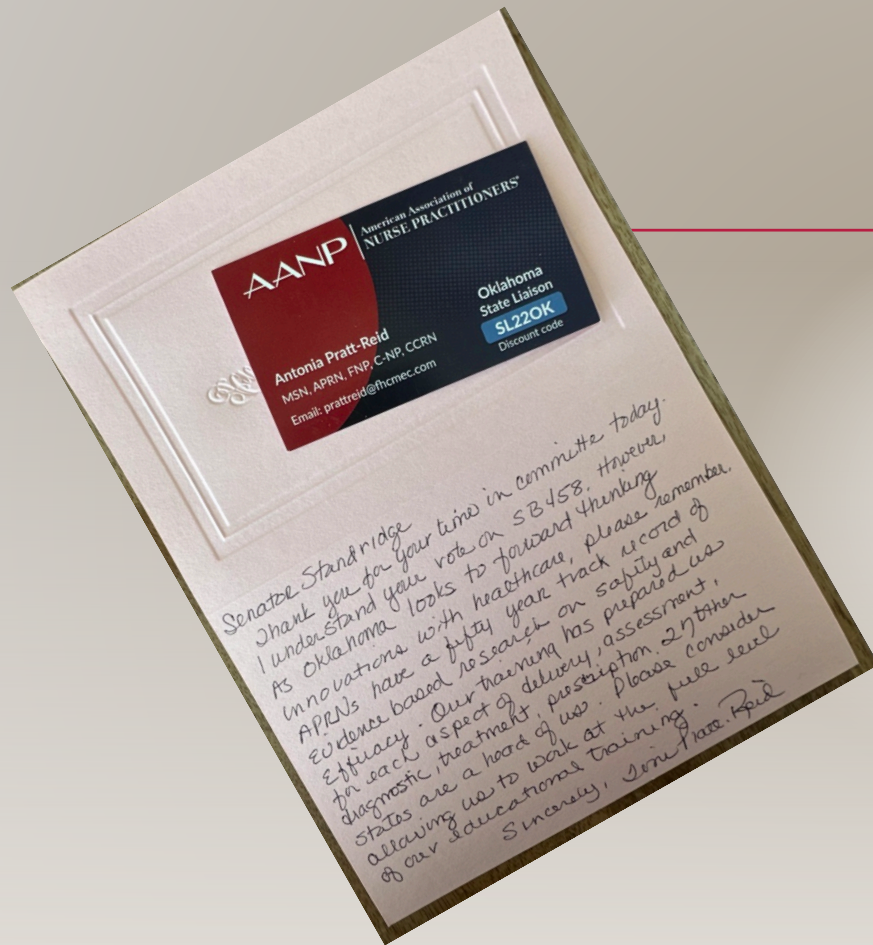 AANP
American Association of
NURSE PRACTITIONERS®
Oklahoma
State Liaison
SL22OK
Discount code
Antonia Pratt-Reid
MSN, APRN, FNP, C-NP, CCRN
Email: prattreid@fhcmec.com
Senator Standridge
Thank you for your time in committe today.
I understand your vote on SB458. However,
As Oklahoma looks to forward thinking
innovations with healthcare, please remember.
APRNs have a fifty year track record of
evidence based research on safity and
Efficacy. Our training has prepared us
for each aspect of delivery, assessment,
diagnostic, treatment, prescription. 27 other
states are a head of us. Please consider
allowing us to work at the full level
of our educational training.
Sincerely, Toni Pratt-Reid